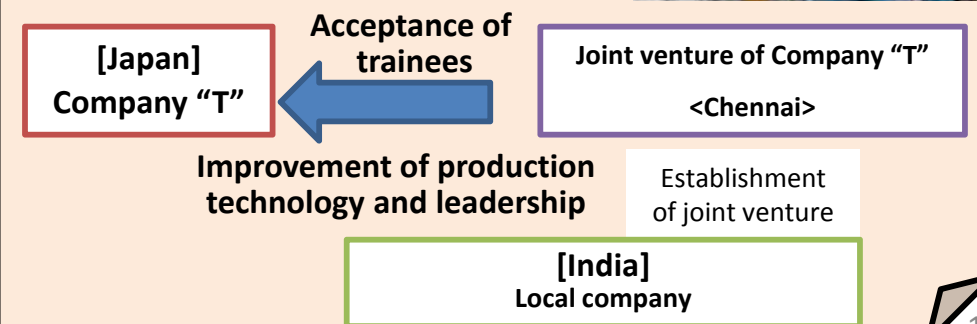 Acceptance of
trainees
[Japan]
Company “T”
Joint venture of Company “T”
<Chennai>
Improvement of production
technology and leadership
Establishment
of joint venture
[India]
Local company